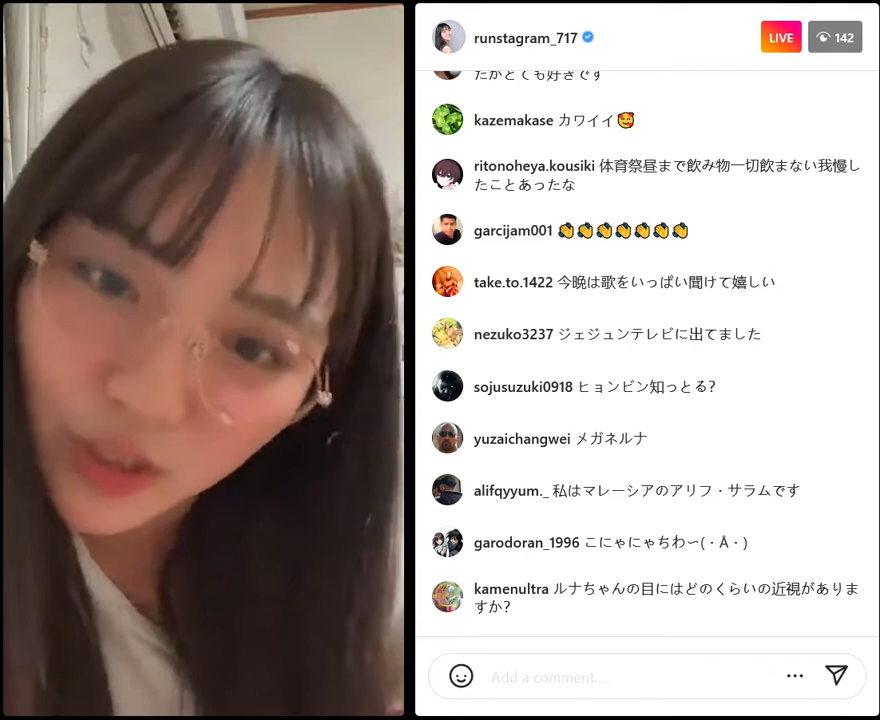 runstagram_717
LIVE
142
たがとても好きです
kazemakase カワイイ🥰
ritonoheya.kousiki 体育祭昼まで飲み物一切飲まない我慢し
たことあったな
garcijam001 👏👏👏👏👏👏👏
take.to.1422 今晩は歌をいっぱい聞けて嬉しい
nezuko3237 ジェジュンテレビに出てました
sojusuzuki0918 ヒョンビン知っとる?
yuzaichangwei メガネルナ
alifqyyum._ 私はマレーシアのアリフ・サラムです
garodoran_1996 こにゃにゃちわ〜(・Å・)
kamenultra ルナちゃんの目にはどのくらいの近視がありま
すか?
Add a comment...